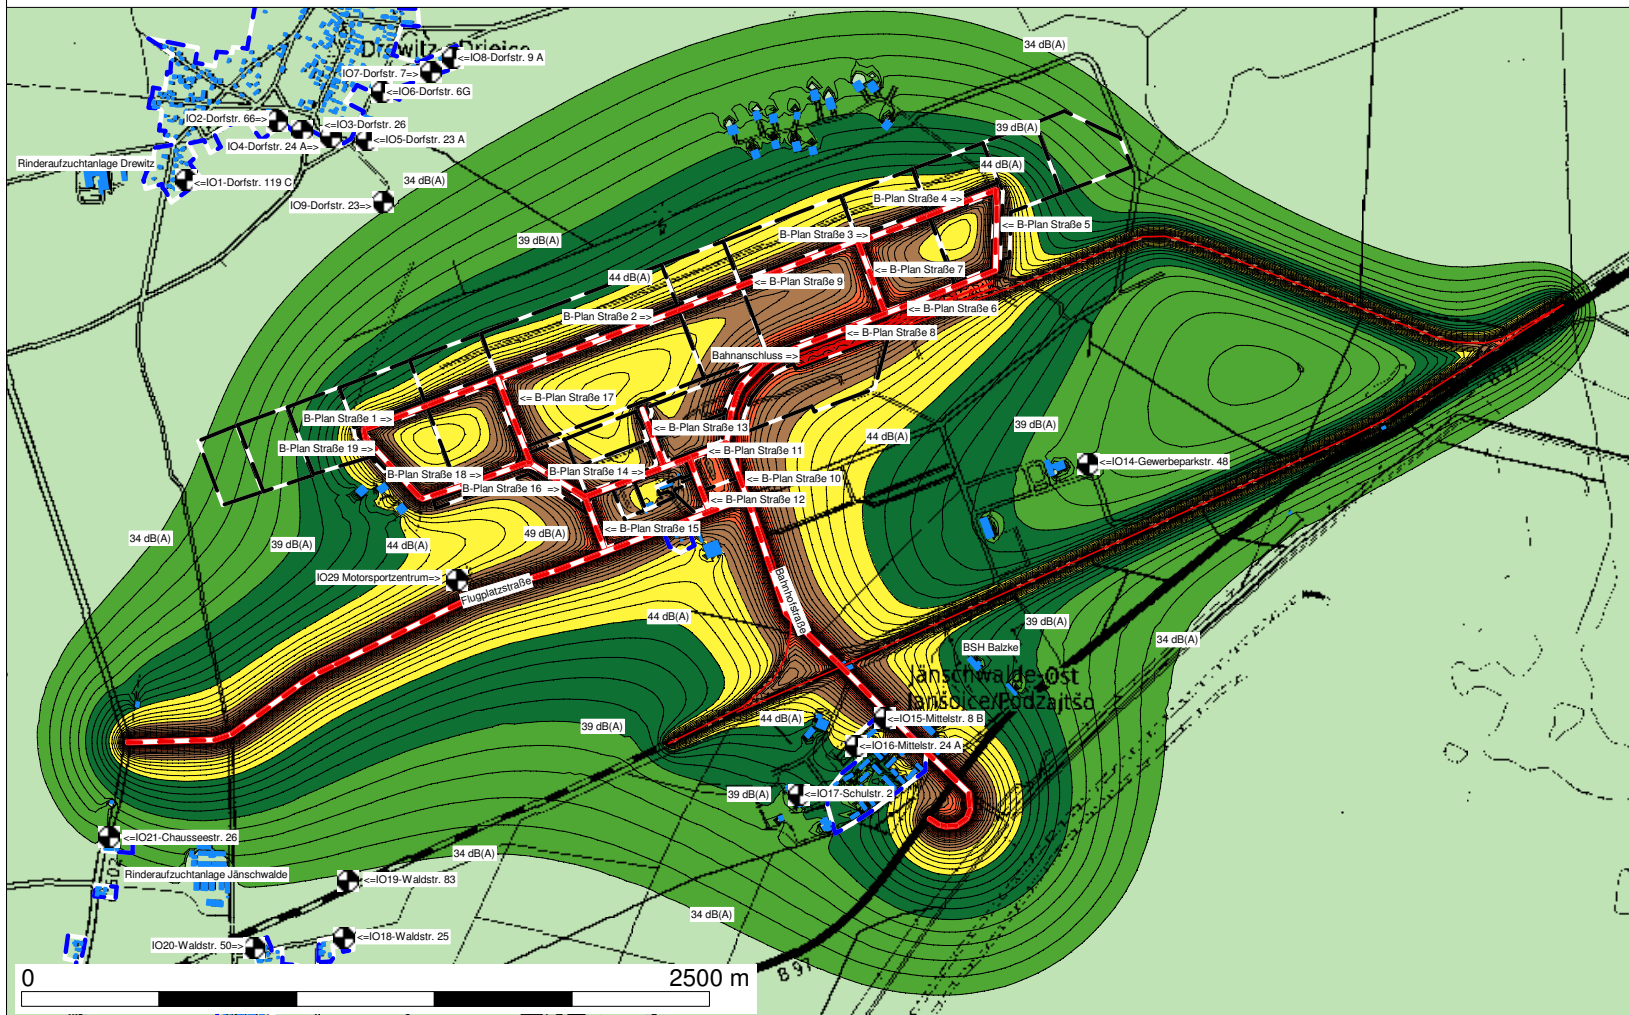 Drewitz
<=IO8-Dorfstr. 9 A
34 dB(A)
IO7-Dorfstr. 7=>
<=IO6-Dorfstr. 6G
IO2-Dorfstr. 66=>
<=IO3-Dorfstr. 26
39 dB(A)
IO4-Dorfstr. 24 A=>
<=IO5-Dorfstr. 23 A
Rinderaufzuchtanlage Drewitz
44 dB(A)
<=IO1-Dorfstr. 119 C
34 dB(A)
B-Plan Straße 4 =>
IO9-Dorfstr. 23=>
<= B-Plan Straße 5
B-Plan Straße 3 =>
39 dB(A)
<= B-Plan Straße 7
44 dB(A)
<= B-Plan Straße 9
<= B-Plan Straße 6
B-Plan Straße 2 =>
<= B-Plan Straße 8
Bahnanschluss =>
B 97
<= B-Plan Straße 17
B-Plan Straße 1 =>
39 dB(A)
<= B-Plan Straße 13
44 dB(A)
B-Plan Straße 19 =>
<= B-Plan Straße 11
<=IO14-Gewerbeparkstr. 48
B-Plan Straße 14 =>
B-Plan Straße 18 =>
<= B-Plan Straße 10
B-Plan Straße 16 =>
<= B-Plan Straße 12
<= B-Plan Straße 15
49 dB(A)
34 dB(A)
39 dB(A)
44 dB(A)
IO29 Motorsportzentrum=>
Flugplatzstraße
Bahnhofstraße
44 dB(A)
39 dB(A)
34 dB(A)
BSH Balzke
Jänschwalde-Ost
Janšojce/Podzajtšo
44 dB(A)
<=IO15-Mittelstr. 8 B
39 dB(A)
<=IO16-Mittelstr. 24 A
39 dB(A)
<=IO17-Schulstr. 2
<=IO21-Chausseestr. 26
34 dB(A)
Rinderaufzuchtanlage Jänschwalde
<=IO19-Waldstr. 83
34 dB(A)
<=IO18-Waldstr. 25
IO20-Waldstr. 50=>
B 97
0 2500 m